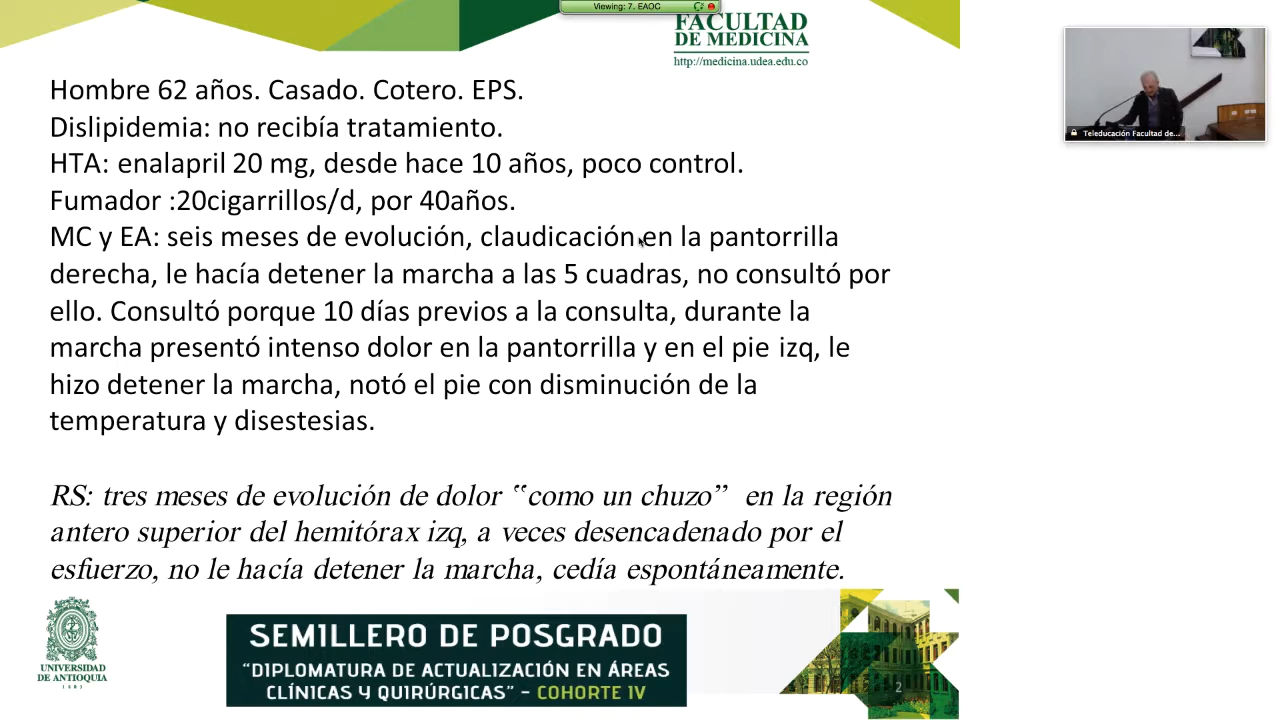 Viewing: 7. EAOC
FACULTAD
DE MEDICINA
http://medicina.udea.edu.co
Hombre 62 años. Casado. Cotero. EPS.
Dislipidemia: no recibía tratamiento.
HTA: enalapril 20 mg, desde hace 10 años, poco control.
Fumador :20cigarrillos/d, por 40años.
MC y EA: seis meses de evolución, claudicación en la pantorrilla
derecha, le hacía detener la marcha a las 5 cuadras, no consultó por
ello. Consultó porque 10 días previos a la consulta, durante la
marcha presentó intenso dolor en la pantorrilla y en el pie izq, le
hizo detener la marcha, notó el pie con disminución de la
temperatura y disestesias.
RS: tres meses de evolución de dolor “como un chuzo” en la región
antero superior del hemitórax izq, a veces desencadenado por el
esfuerzo, no le hacía detener la marcha, cedía espontáneamente.
UNIVERSIDAD
DE ANTIOQUIA
1803
SEMILLERO DE POSGRADO
“DIPLOMATURA DE ACTUALIZACIÓN EN ÁREAS
CLÍNICAS Y QUIRÚRGICAS” - COHORTE IV
2
Teleducación Facultad de...